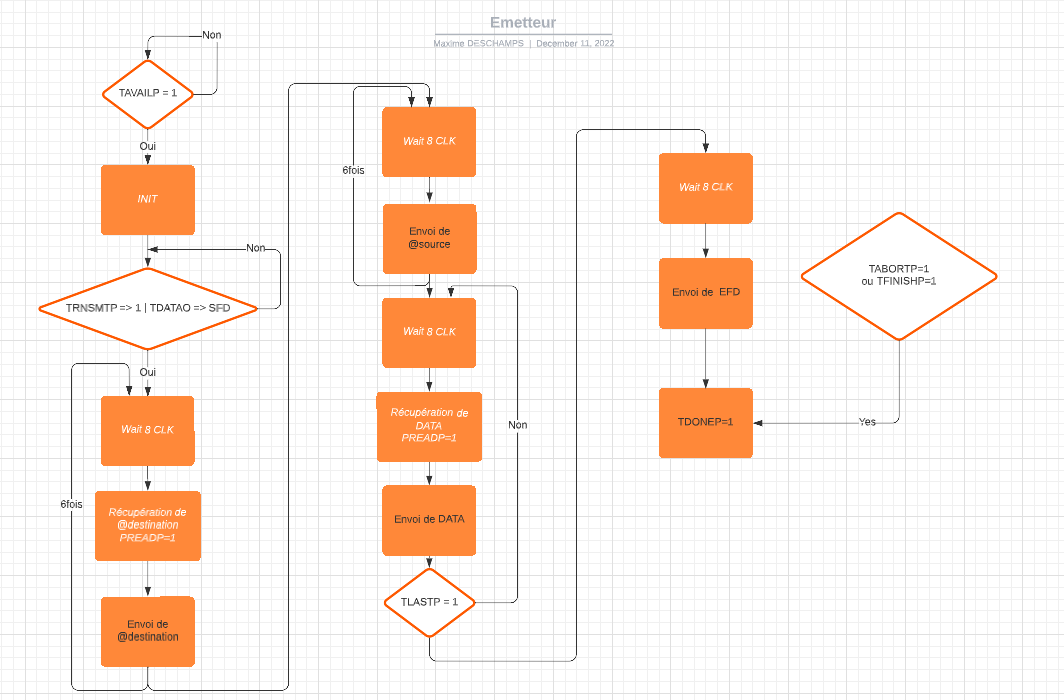 Emetteur
Maxime DESCHAMPS | December 11, 2022
Non
TAVAILP = 1
Oui
INIT
Non
TRNSMTP => 1 | TDATAO => SFD
Oui
Wait 8 CLK
6fois
Récupération de
@destination
PREADP=1
Envoi de
@destination
Wait 8 CLK
6fois
Envoi de
@source
Wait 8 CLK
Récupération de
DATA
PREADP=1
Non
Envoi de DATA
TLASTP = 1
Wait 8 CLK
Envoi de EFD
TDONEP=1
TABORTP=1
ou TFINISHP=1
Yes